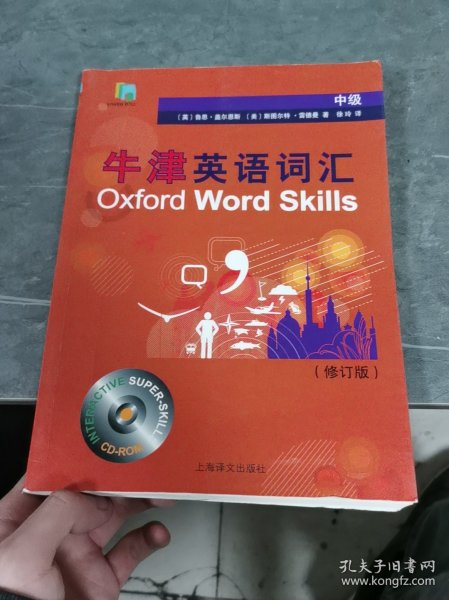 中级
（英）鲁思·盖尔恩斯 （美）斯图尔特·雷德曼 著 徐玲 译
牛津英语词汇
Oxford Word Skills
（修订版）
INTERACTIVE SUPER-SKILL
CD-ROM
上海译文出版社
孔夫子旧书网
www.kongfz.com